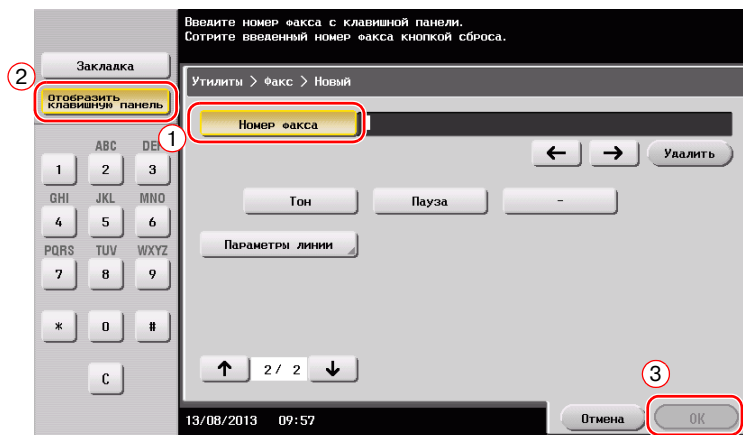 Введите номер факса с клавишной панели.
Сотрите введенный номер факса кнопкой сброса.
Закладка
2
Отобразить
клавишную панель
Утилиты > Факс > Новый
1
Номер факса
← → Удалить
ABC DEF
1 2 3
GHI JKL MNO
4 5 6
PQRS TUV WXYZ
7 8 9
* 0 #
C
Тон Пауза -
Параметры линии
↑ 2/ 2 ↓
3
13/08/2013 09:57
Отмена OK